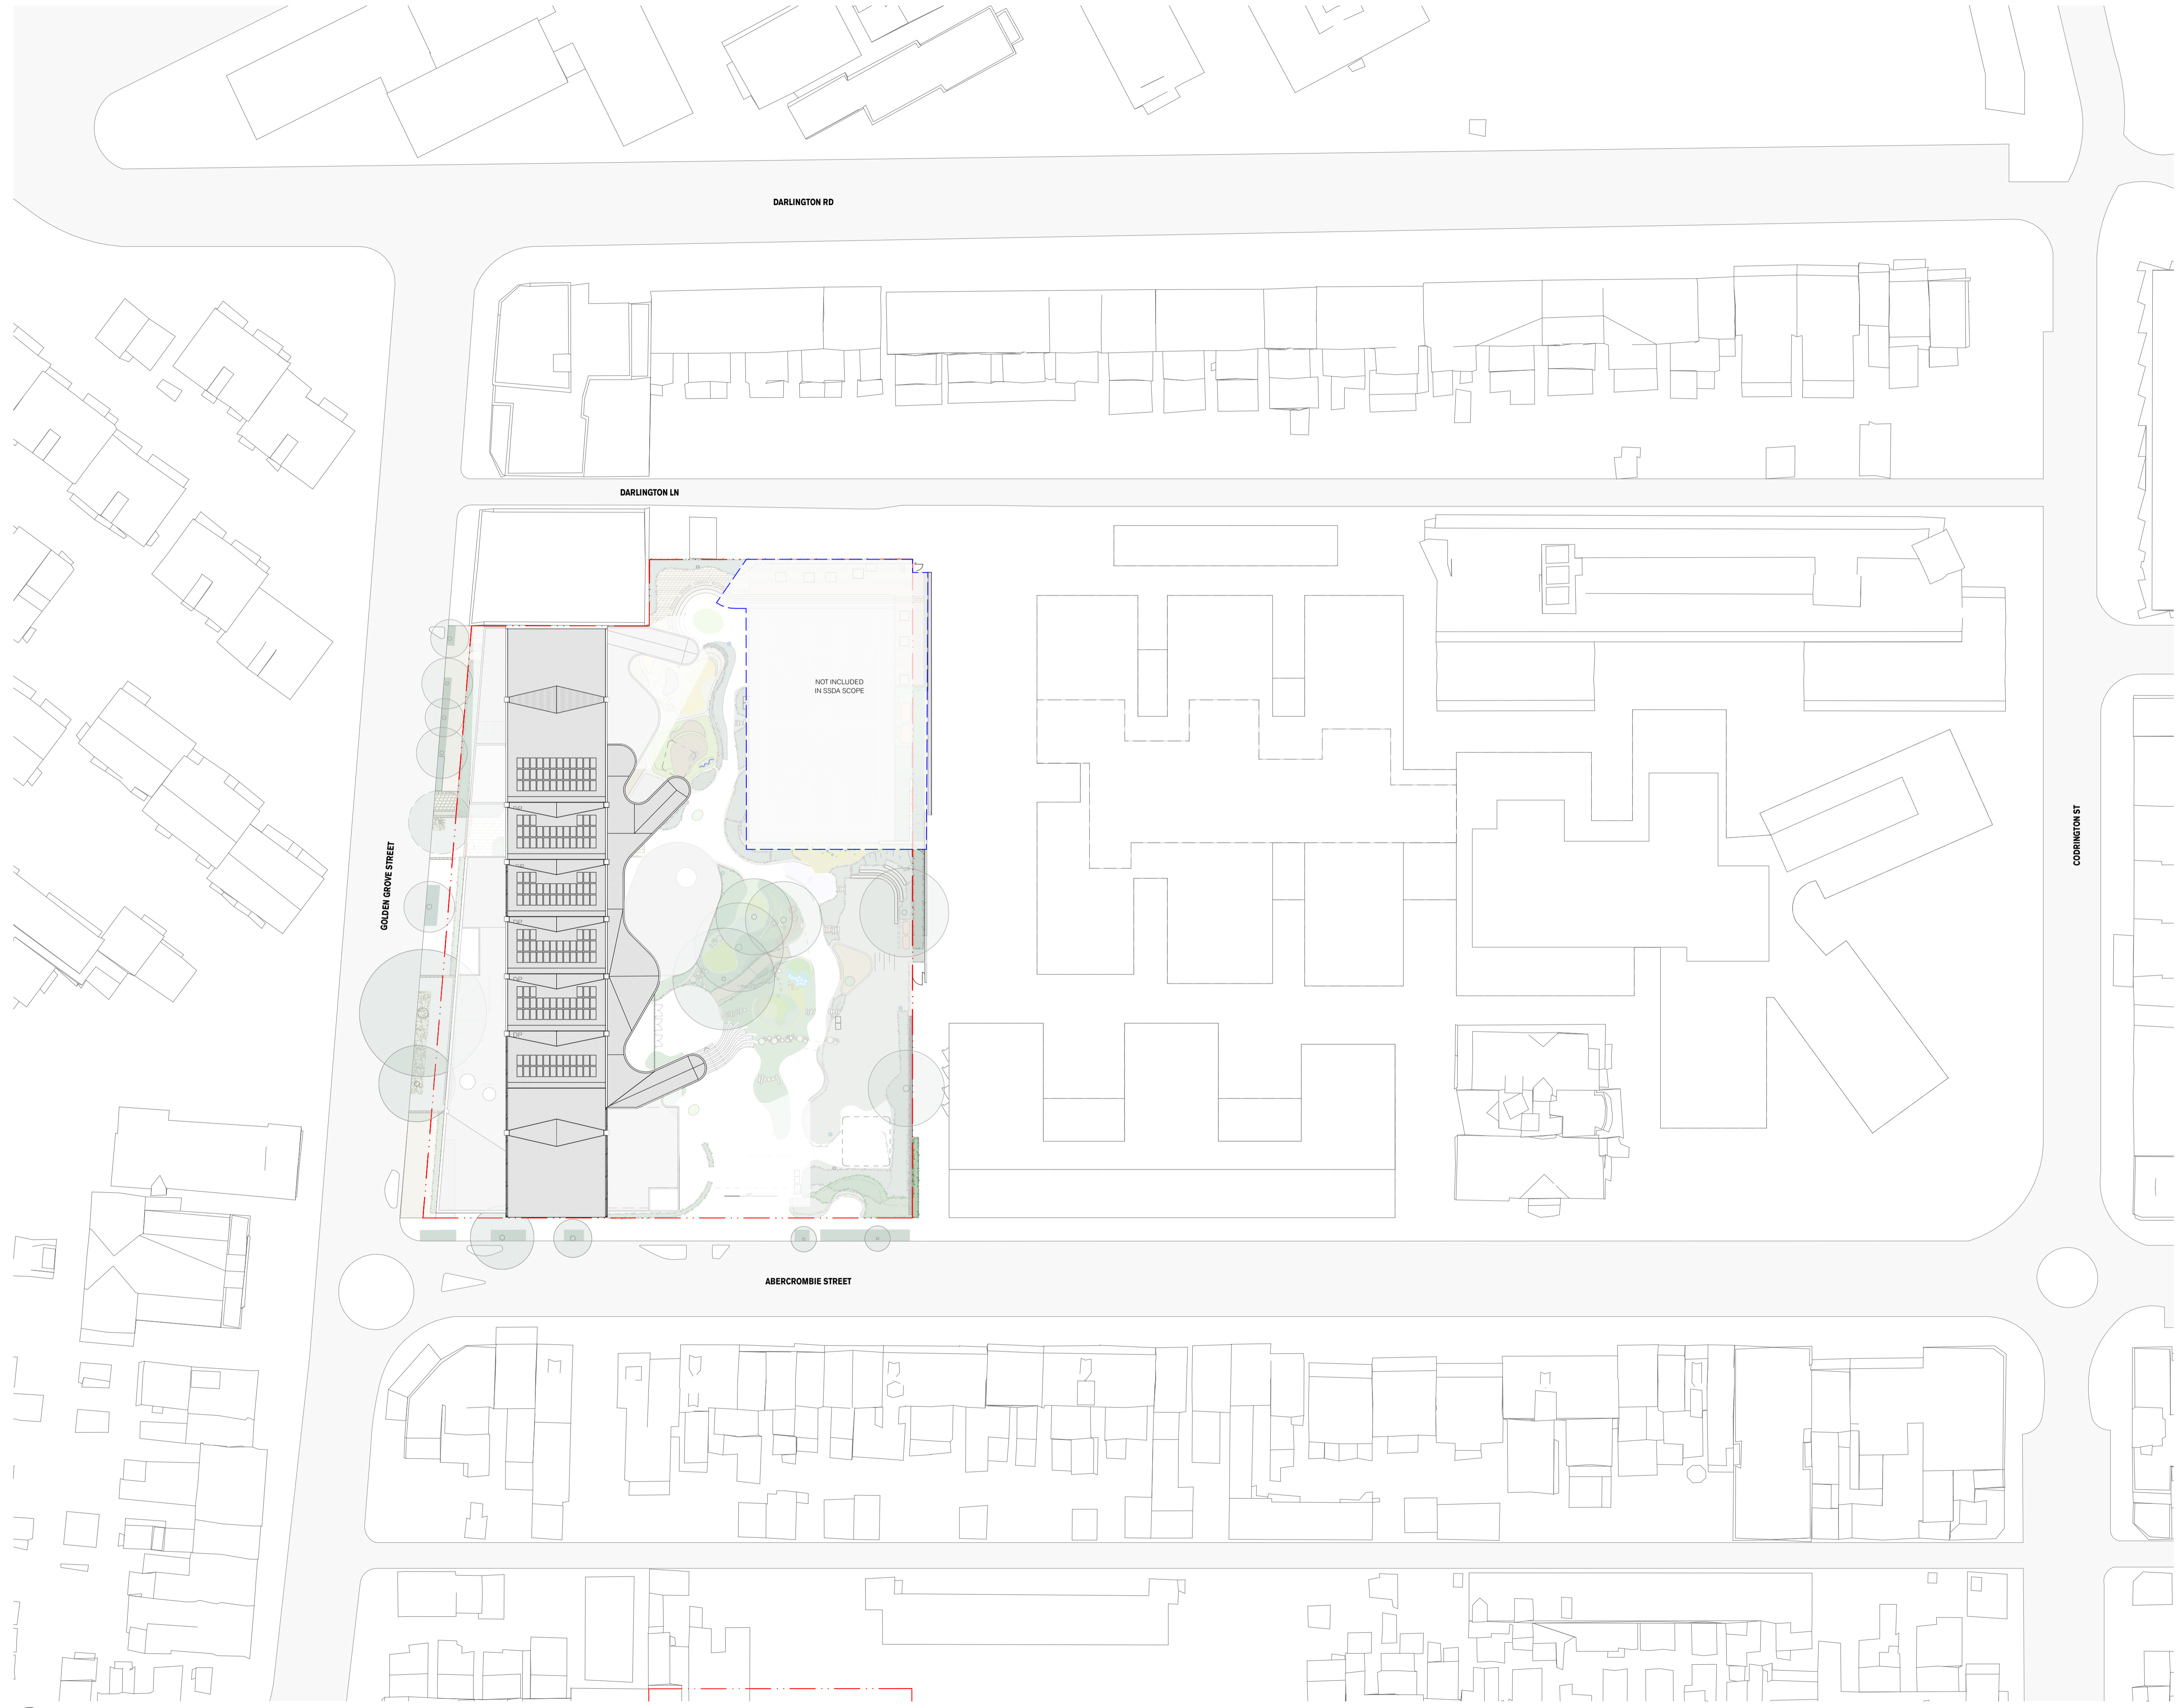 DARLINGTON RD
DARLINGTON LN
NOT INCLUDED
IN SSDA SCOPE
GOLDEN GROVE STREET
CODRINGTON ST
ABERCROMBIE STREET